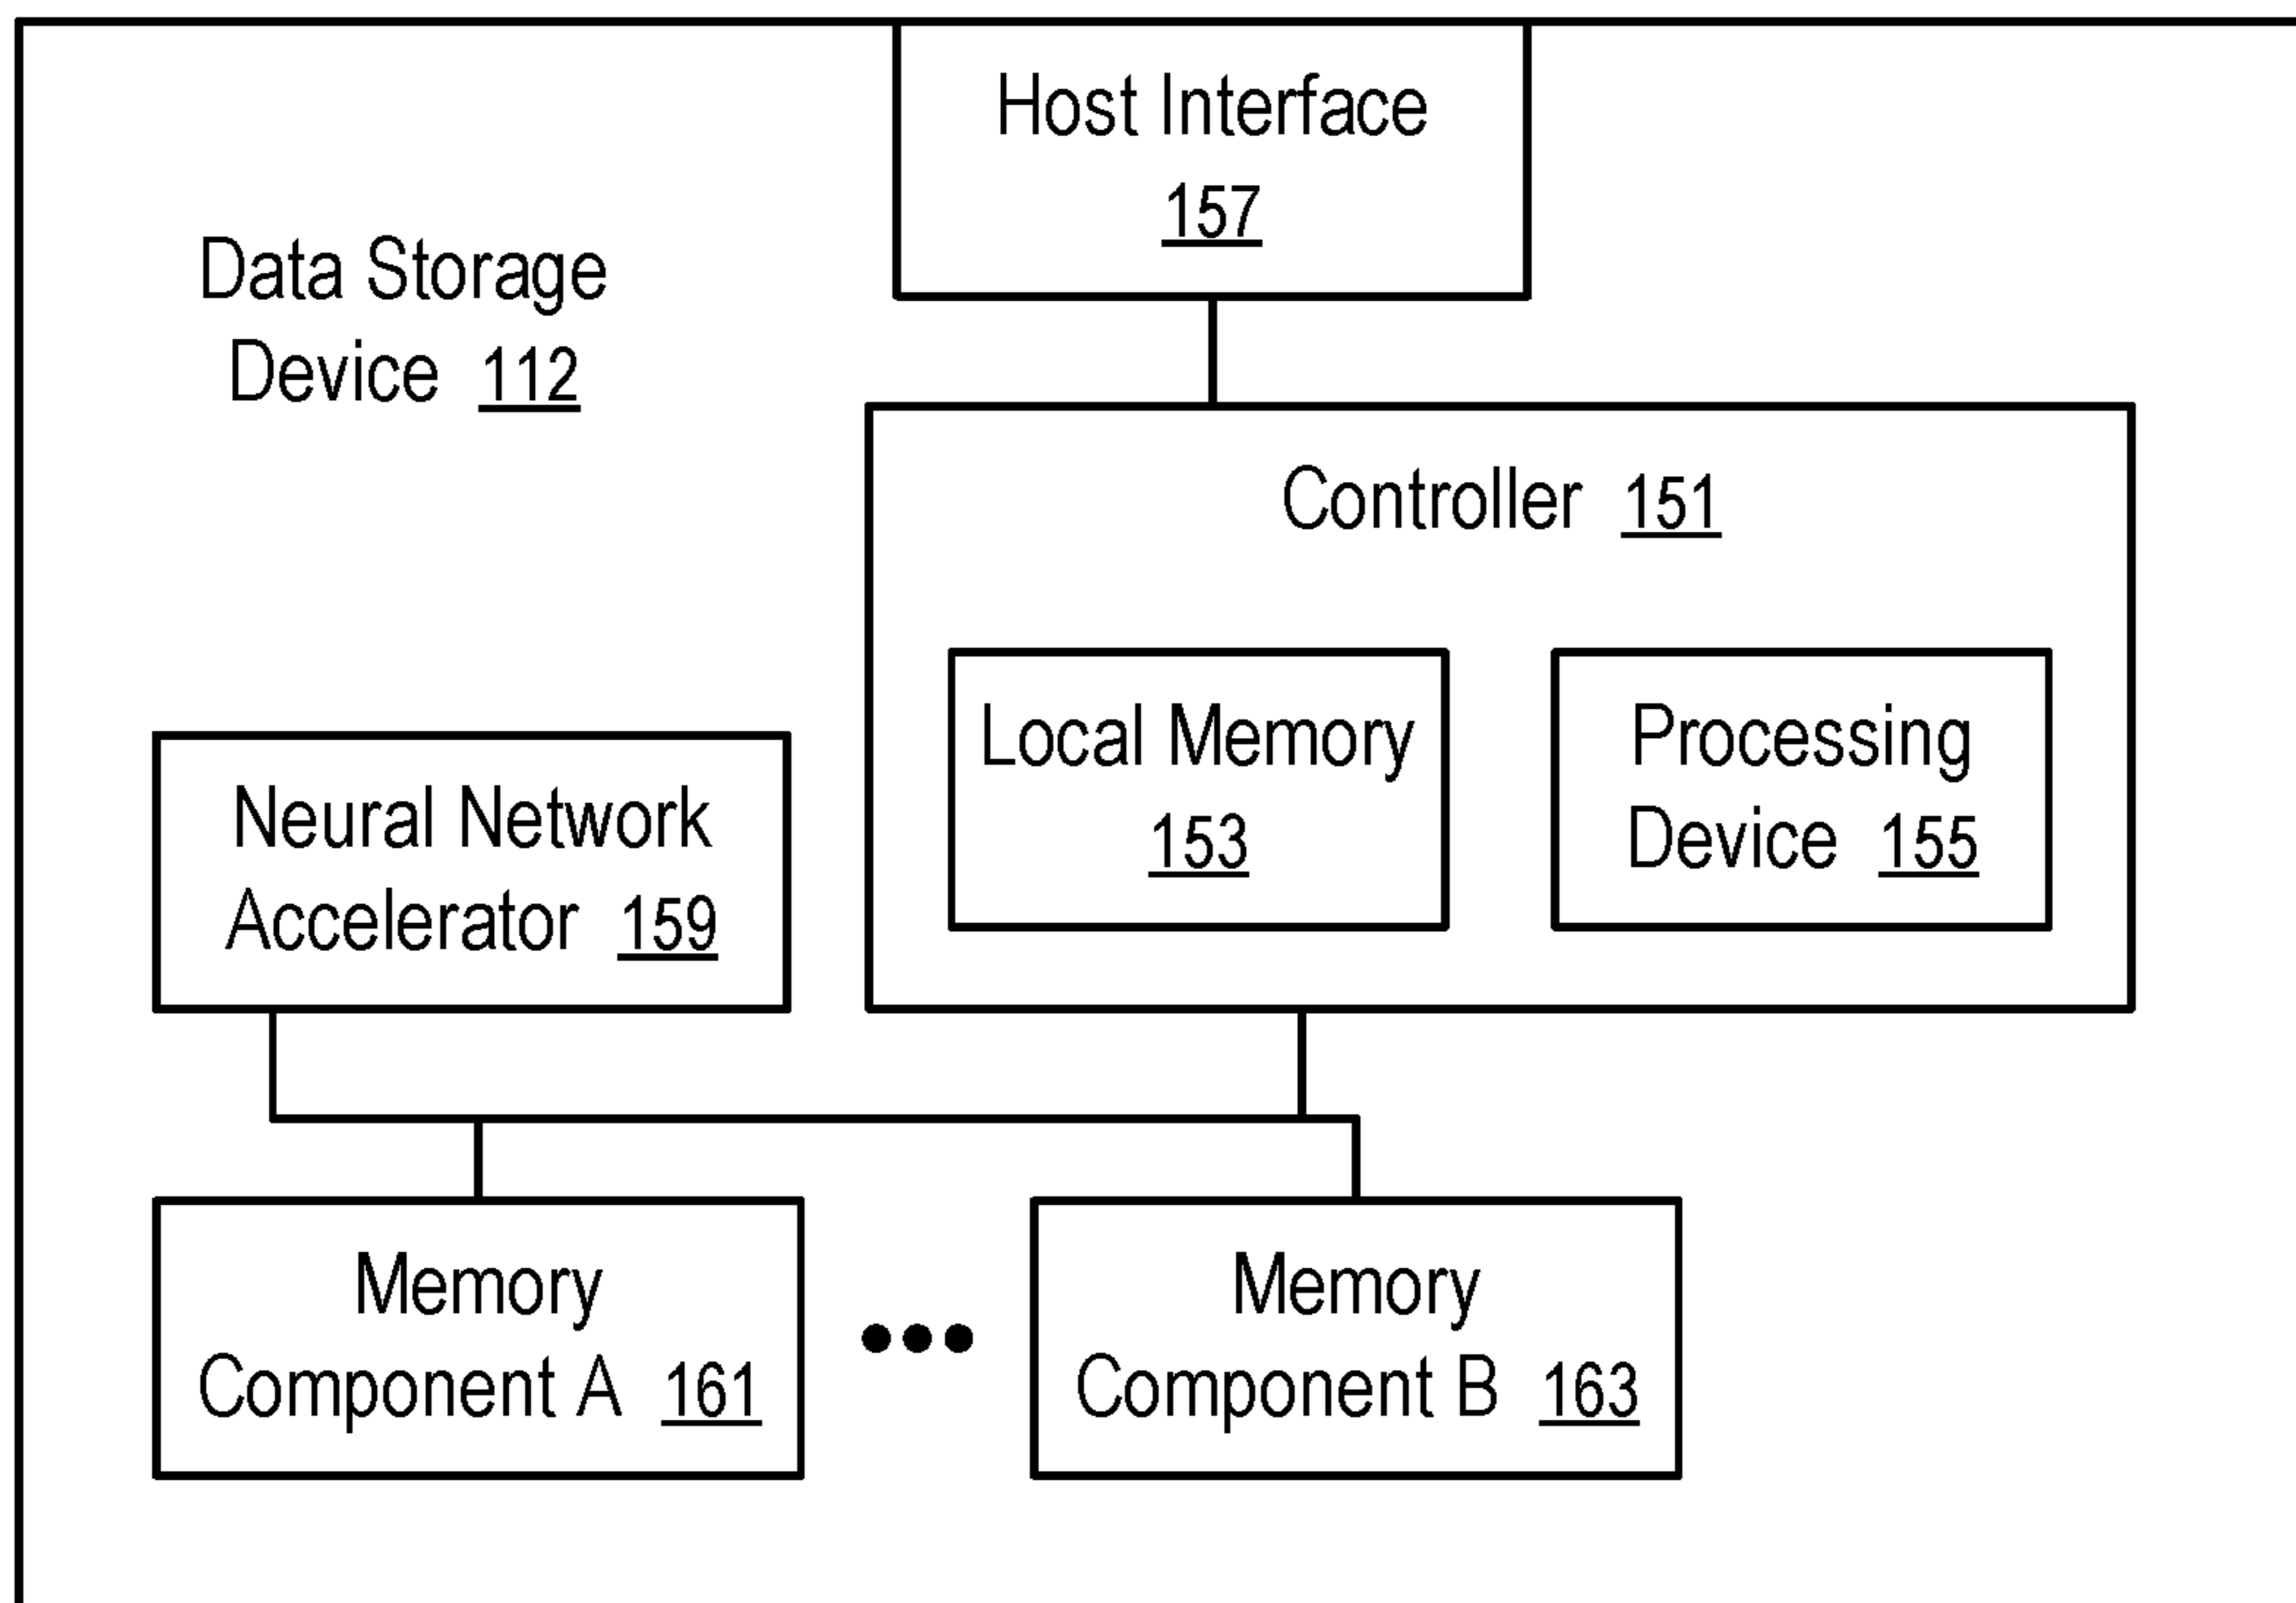 Host Interface
157
Data Storage
Device 112
Controller 151
Local Memory
153
Processing
Device 155
Neural Network
Accelerator 159
Memory
Component A 161
Memory
Component B 163